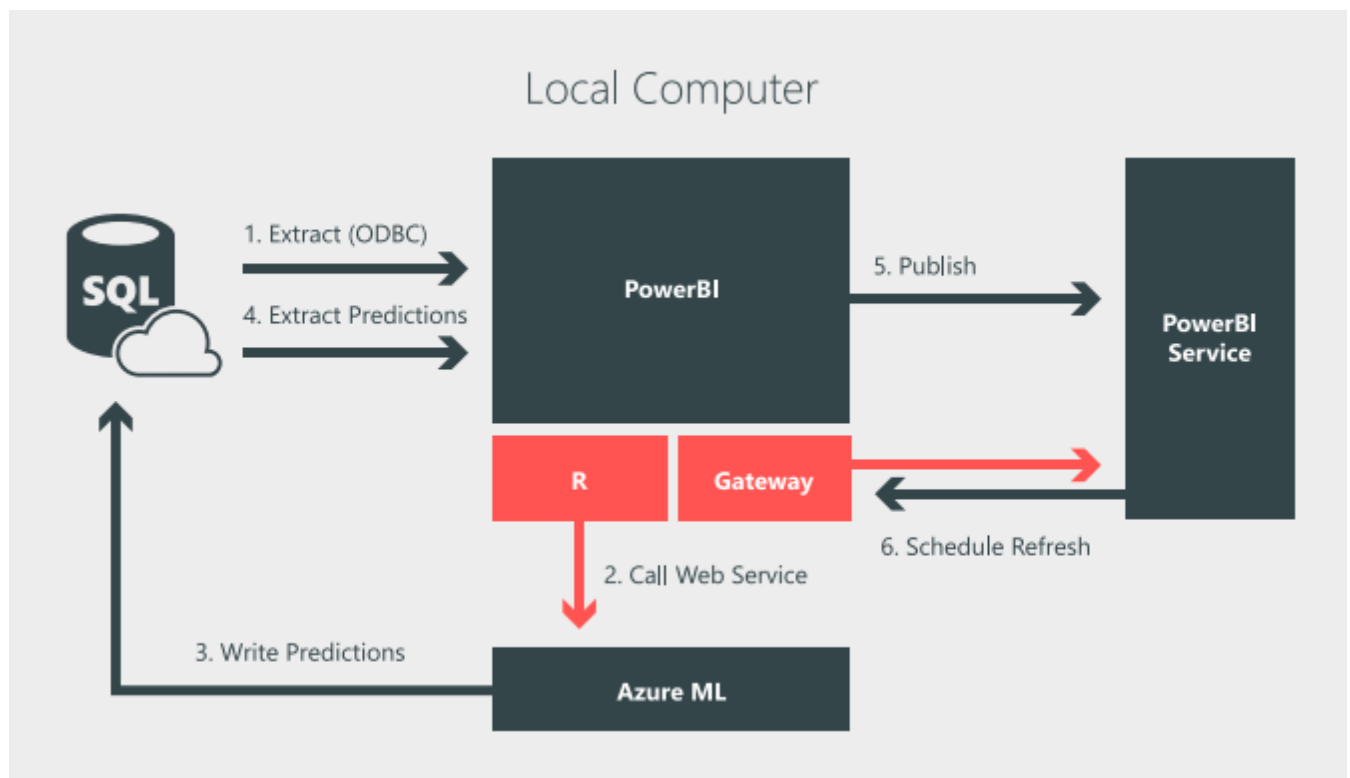 Local Computer
1. Extract (ODBC)
SQL
4. Extract Predictions
PowerBI
5. Publish
PowerBI
Service
R
Gateway
6. Schedule Refresh
2. Call Web Service
3. Write Predictions
Azure ML